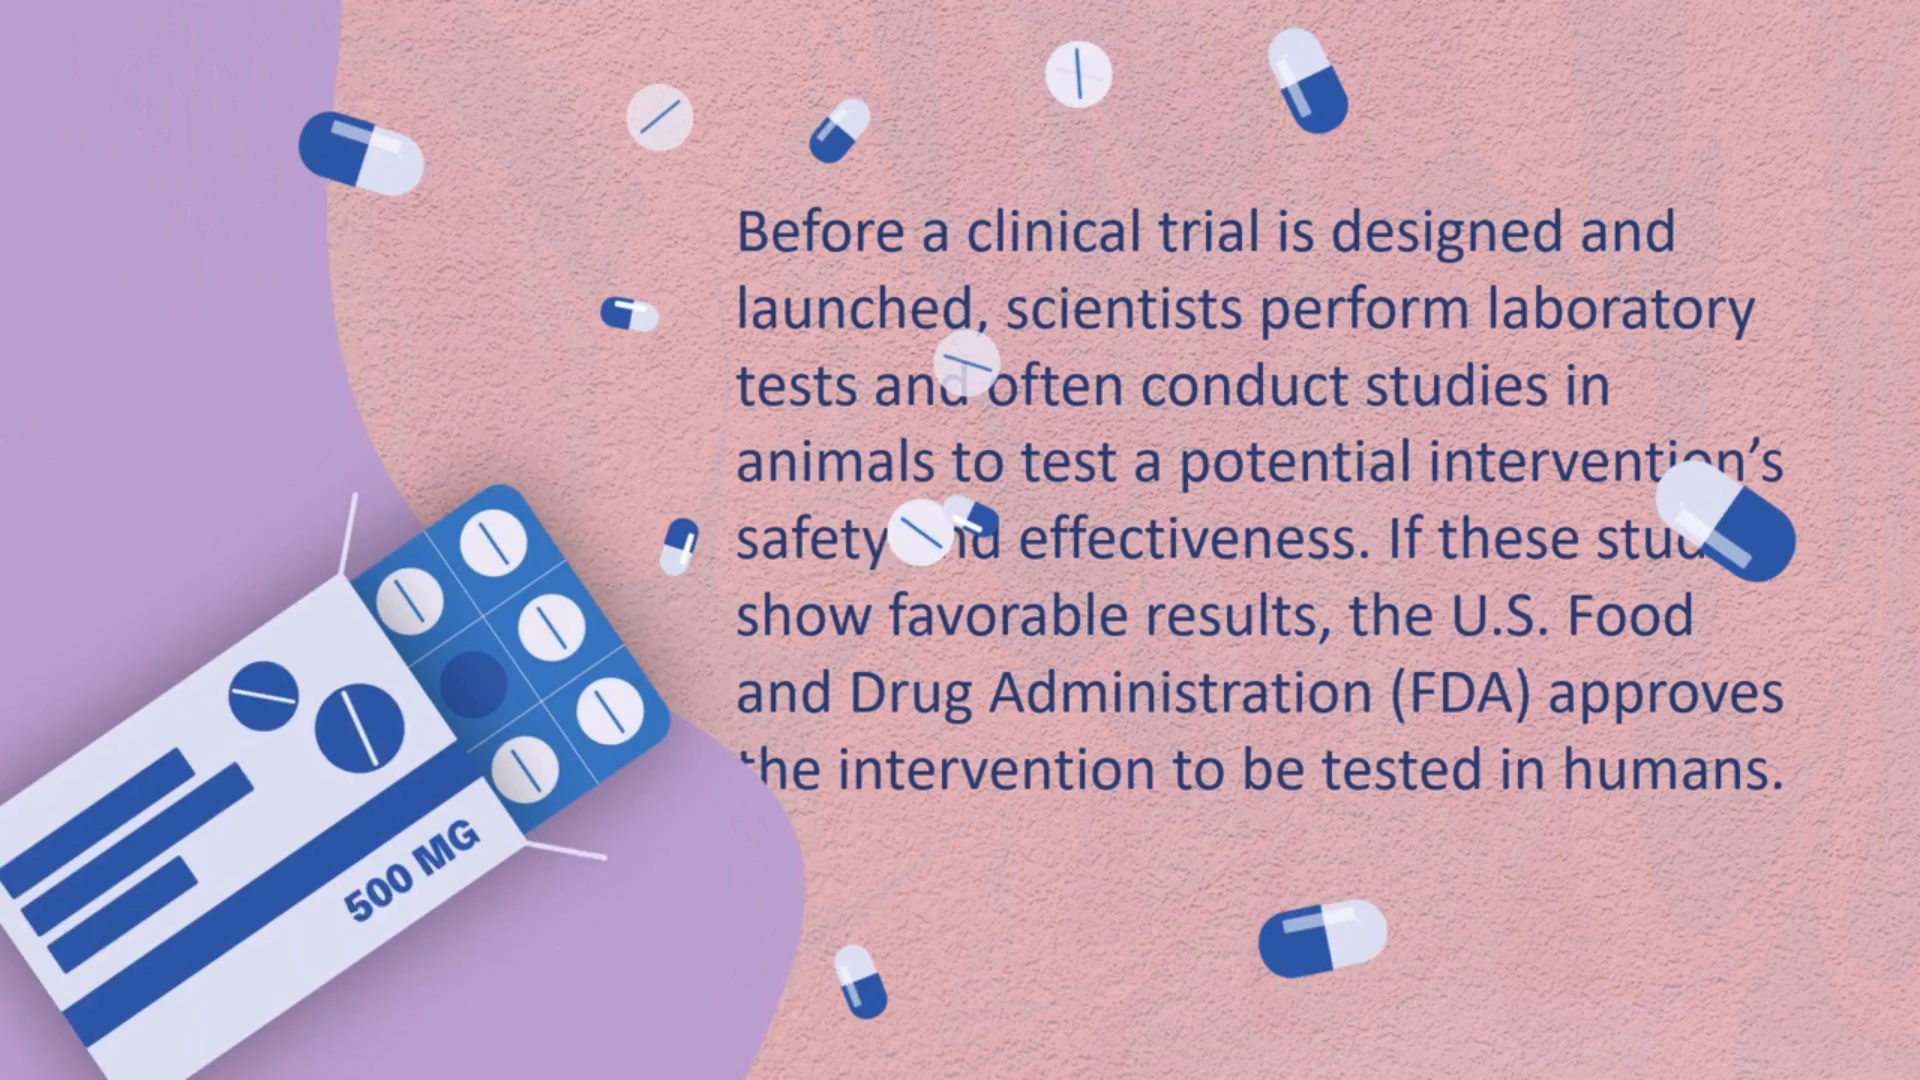 Before a clinical trial is designed and
launched, scientists perform laboratory
tests and often conduct studies in
animals to test a potential intervention’s
safety and effectiveness. If these
show favorable results, the U.S. Food
and Drug Administration (FDA) approves
the intervention to be tested in humans.
500 MG